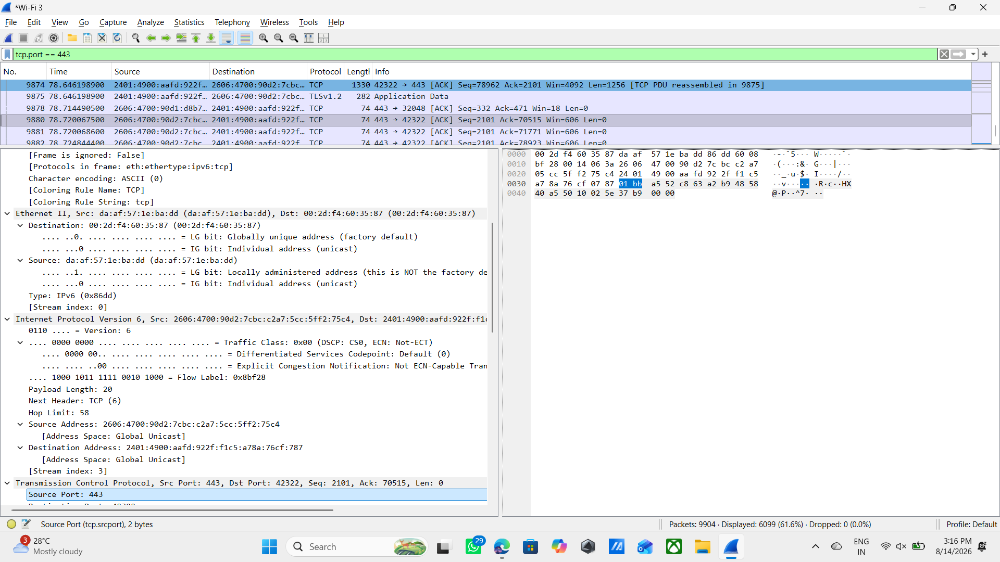 *Wi-Fi 3
File Edit View Go Capture Analyze Statistics Telephony Wireless Tools Help
tcp.port == 443
No. Time Source Destination Protocol Length Info
9874 78.646198900 2401:4900:aafd:922f… 2606:4700:90d2:7cbc… TCP 1330 42322 → 443 [ACK] Seq=78962 Ack=2101 Win=4092 Len=1256 [TCP PDU reassembled in 9875]
9875 78.646198900 2401:4900:aafd:922f… 2606:4700:90d2:7cbc… TLSv1.2 282 Application Data
9878 78.714490500 2606:4700:90d1:d8b7… 2401:4900:aafd:922f… TCP 74 443 → 32048 [ACK] Seq=332 Ack=471 Win=18 Len=0
9880 78.720067500 2606:4700:90d2:7cbc… 2401:4900:aafd:922f… TCP 74 443 → 42322 [ACK] Seq=2101 Ack=70515 Win=606 Len=0
9881 78.720068600 2606:4700:90d2:7cbc… 2401:4900:aafd:922f… TCP 74 443 → 42322 [ACK] Seq=2101 Ack=71771 Win=606 Len=0
9882 78.724844400 2606:4700:90d2:7cbc… 2401:4900:aafd:922f… TCP 74 443 → 42322 [ACK] Seq=2101 Ack=78923 Win=606 Len=0
[Frame is ignored: False]
[Protocols in frame: eth:ethertype:ipv6:tcp]
Character encoding: ASCII (0)
[Coloring Rule Name: TCP]
[Coloring Rule String: tcp]
Ethernet II, Src: da:af:57:1e:ba:dd (da:af:57:1e:ba:dd), Dst: 00:2d:f4:60:35:87 (00:2d:f4:60:35:87)
Destination: 00:2d:f4:60:35:87 (00:2d:f4:60:35:87)
.... ..0. .... .... .... .... = LG bit: Globally unique address (factory default)
.... ...0 .... .... .... .... = IG bit: Individual address (unicast)
Source: da:af:57:1e:ba:dd (da:af:57:1e:ba:dd)
.... ..1. .... .... .... .... = LG bit: Locally administered address (this is NOT the factory de
.... ...0 .... .... .... .... = IG bit: Individual address (unicast)
Type: IPv6 (0x86dd)
[Stream index: 0]
Internet Protocol Version 6, Src: 2606:4700:90d2:7cbc:c2a7:5cc:5ff2:75c4, Dst: 2401:4900:aafd:922f:f1c
0110 .... = Version: 6
.... 0000 0000 .... .... .... .... .... = Traffic Class: 0x00 (DSCP: CS0, ECN: Not-ECT)
.... 0000 00.. .... .... .... .... .... = Differentiated Services Codepoint: Default (0)
.... .... ..00 .... .... .... .... .... = Explicit Congestion Notification: Not ECN-Capable Tran
.... 1000 1011 1111 0010 1000 = Flow Label: 0x8bf28
Payload Length: 20
Next Header: TCP (6)
Hop Limit: 58
Source Address: 2606:4700:90d2:7cbc:c2a7:5cc:5ff2:75c4
[Address Space: Global Unicast]
Destination Address: 2401:4900:aafd:922f:f1c5:a78a:76cf:787
[Address Space: Global Unicast]
[Stream index: 3]
Transmission Control Protocol, Src Port: 443, Dst Port: 42322, Seq: 2101, Ack: 70515, Len: 0
Source Port: 443
0000 00 2d f4 60 35 87 da af 57 1e ba dd 86 dd 60 08 ·-·`5··· W·····`·
0010 bf 28 00 14 06 3a 26 06 47 00 90 d2 7c bc c2 a7 ·(···:&· G···|···
0020 05 cc 5f f2 75 c4 24 01 49 00 aa fd 92 2f f1 c5 ··_·u·$· I····/··
0030 a7 8a 76 cf 07 87 01 bb a5 52 c8 63 a2 b9 48 58 ··v····· ·R·c··HX
0040 40 a5 50 10 02 5e 37 b9 00 00 @·P··^7· ··
Source Port (tcp.srcport), 2 bytes
Packets: 9904 · Displayed: 6099 (61.6%) · Dropped: 0 (0.0%)
Profile: Default
3
28°C
Mostly cloudy
Search
29
ENG
IN
3:16 PM
8/14/2026